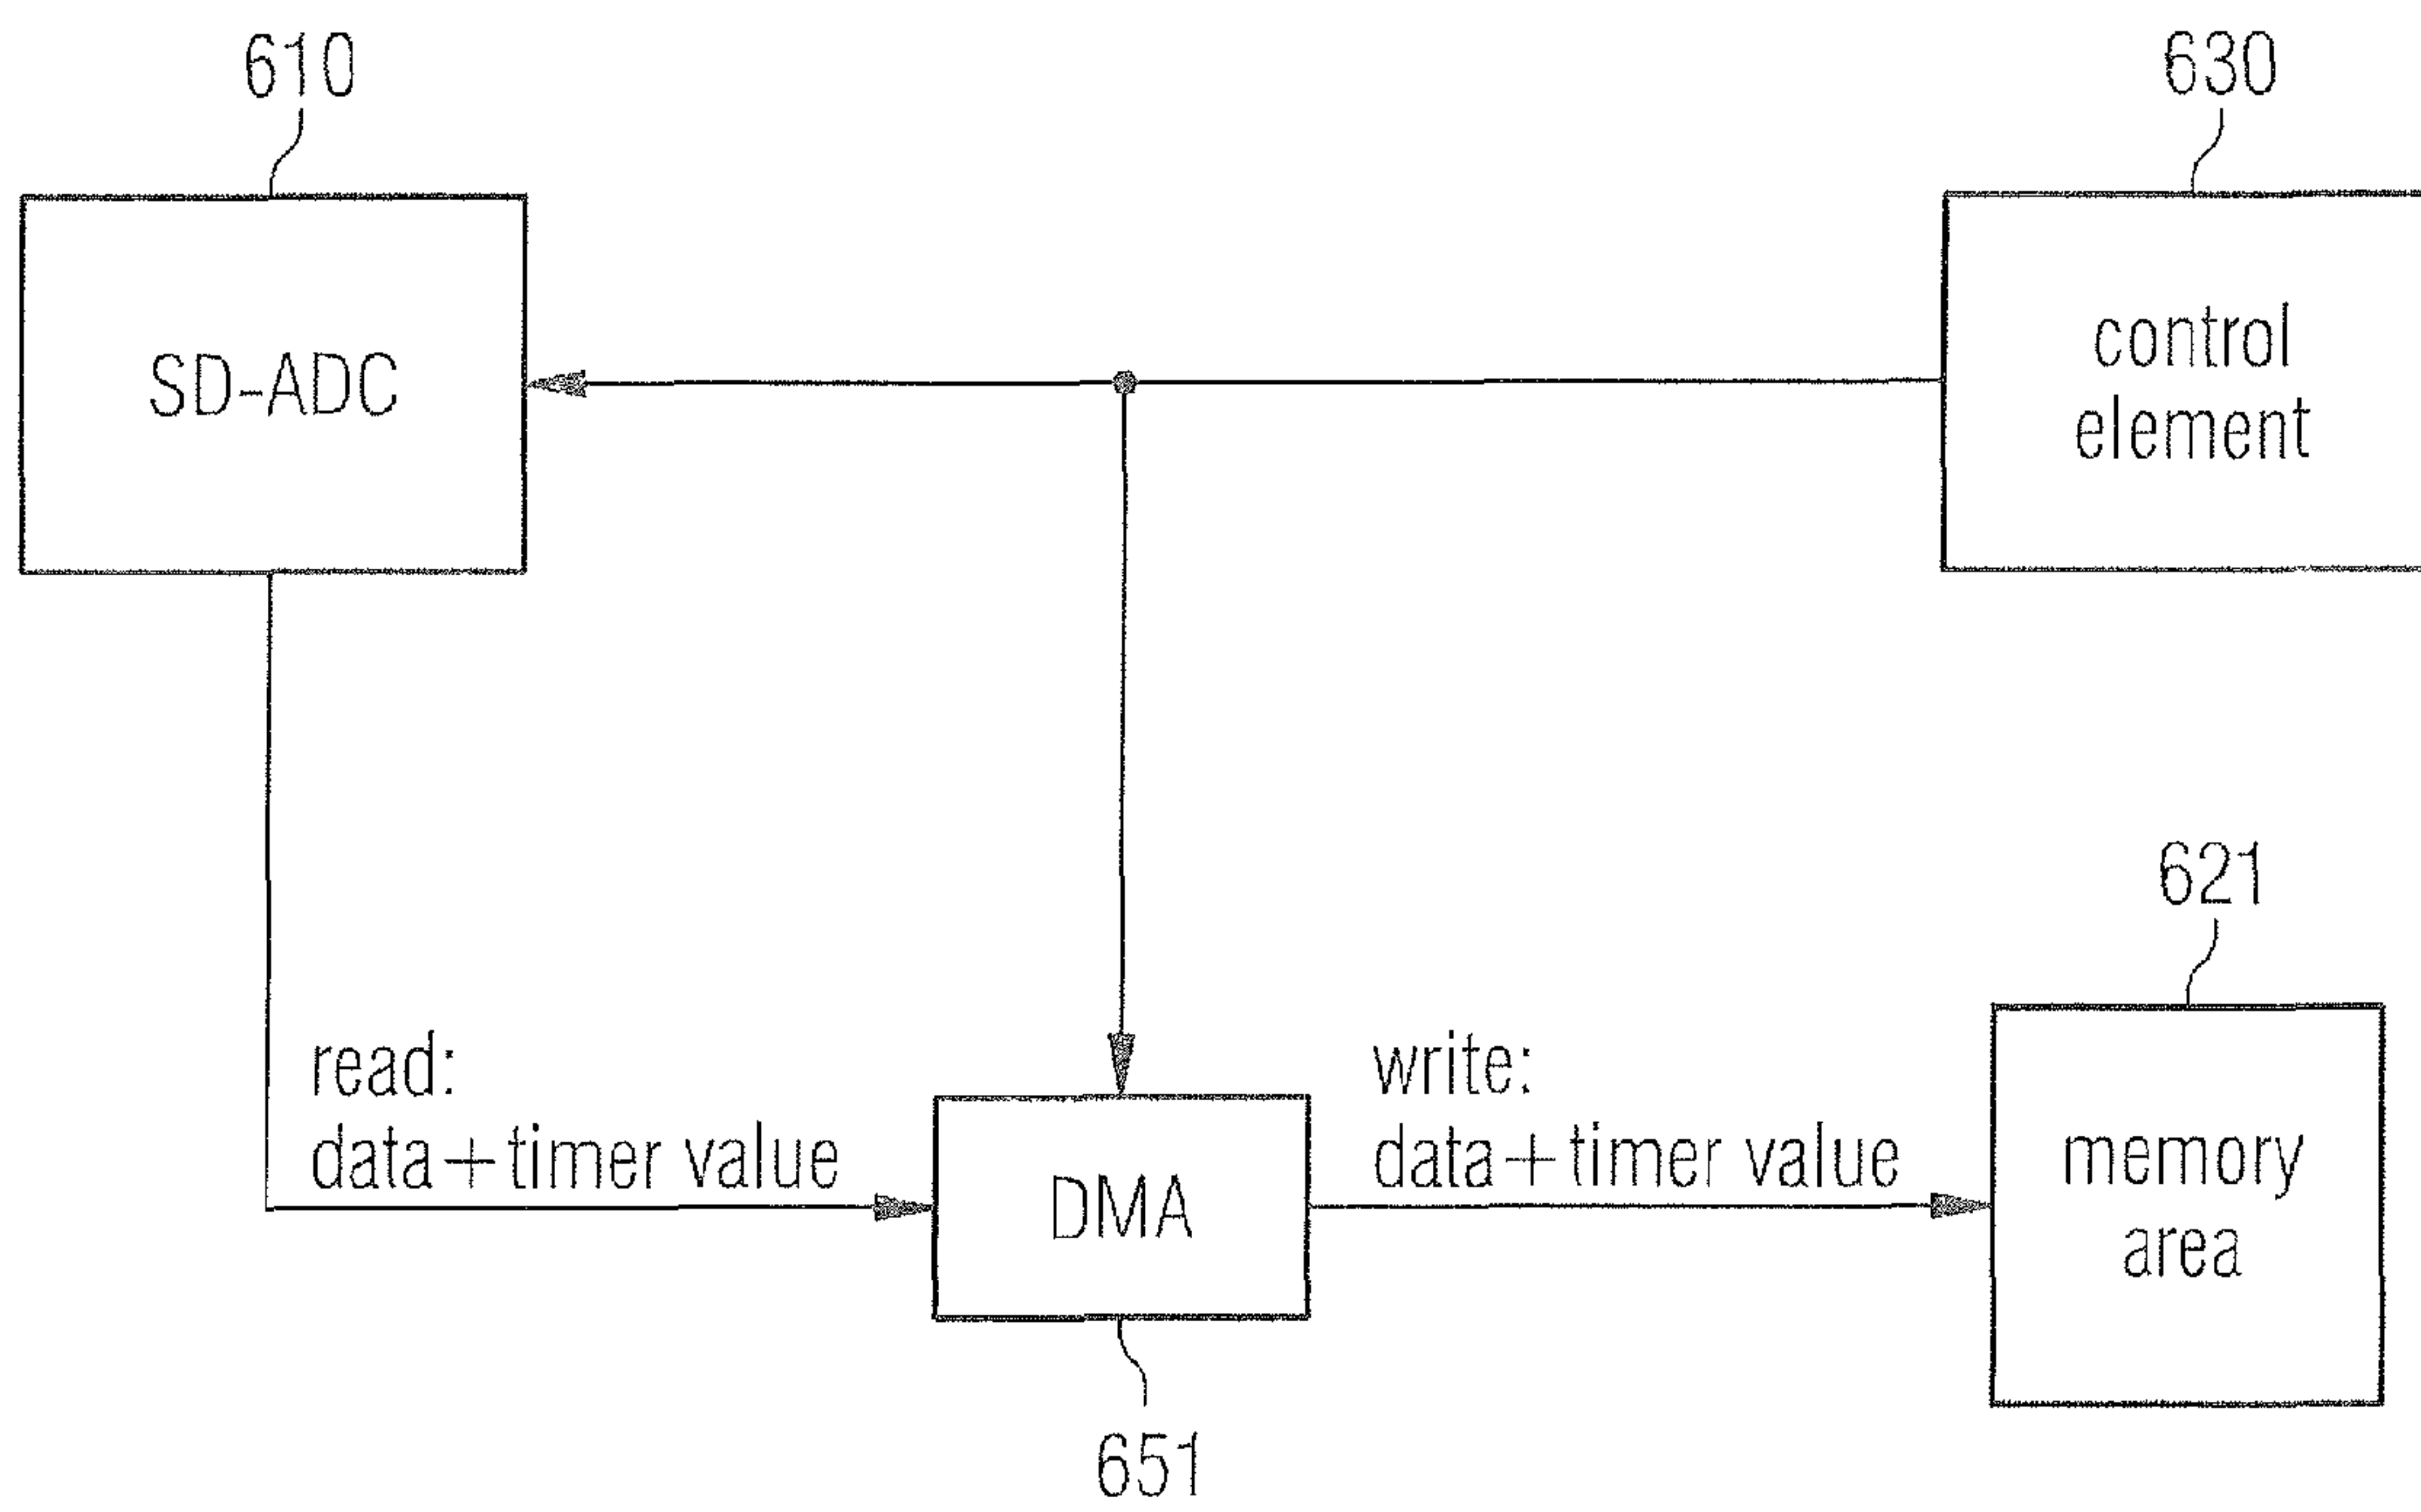 610
630
SD-ADC
control
element
621
read:
data+timer value
write:
data+timer value
DMA
memory
area
651